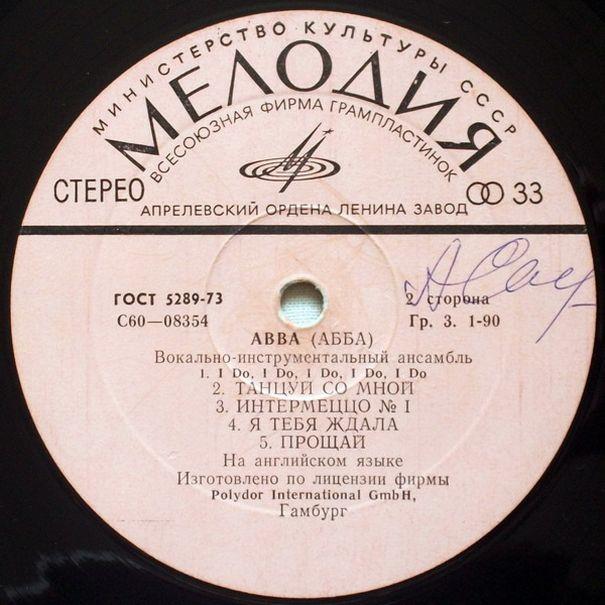 МИНИСТЕРСТВО КУЛЬТУРЫ СССР
МЕЛОДИЯ
ВСЕСОЮЗНАЯ ФИРМА ГРАМПЛАСТИНОК
СТЕРЕО
33
АПРЕЛЕВСКИЙ ОРДЕНА ЛЕНИНА ЗАВОД
ГОСТ 5289-73
2 сторона
С60—08354
Гр. 3. 1-90
ABBA (АББА)
Вокально-инструментальный ансамбль
1. I Do, I Do, I Do, I Do, I Do
2. ТАНЦУЙ СО МНОЙ
3. ИНТЕРМЕЦЦО № I
4. Я ТЕБЯ ЖДАЛА
5. ПРОЩАЙ
На английском языке
Изготовлено по лицензии фирмы
Polydor International GmbH,
Гамбург